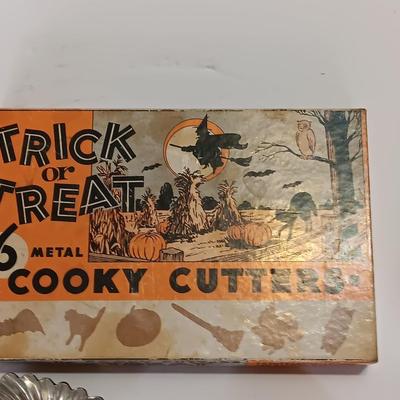 TRICK
or
TREAT
6 METAL
COOKY CUTTERS